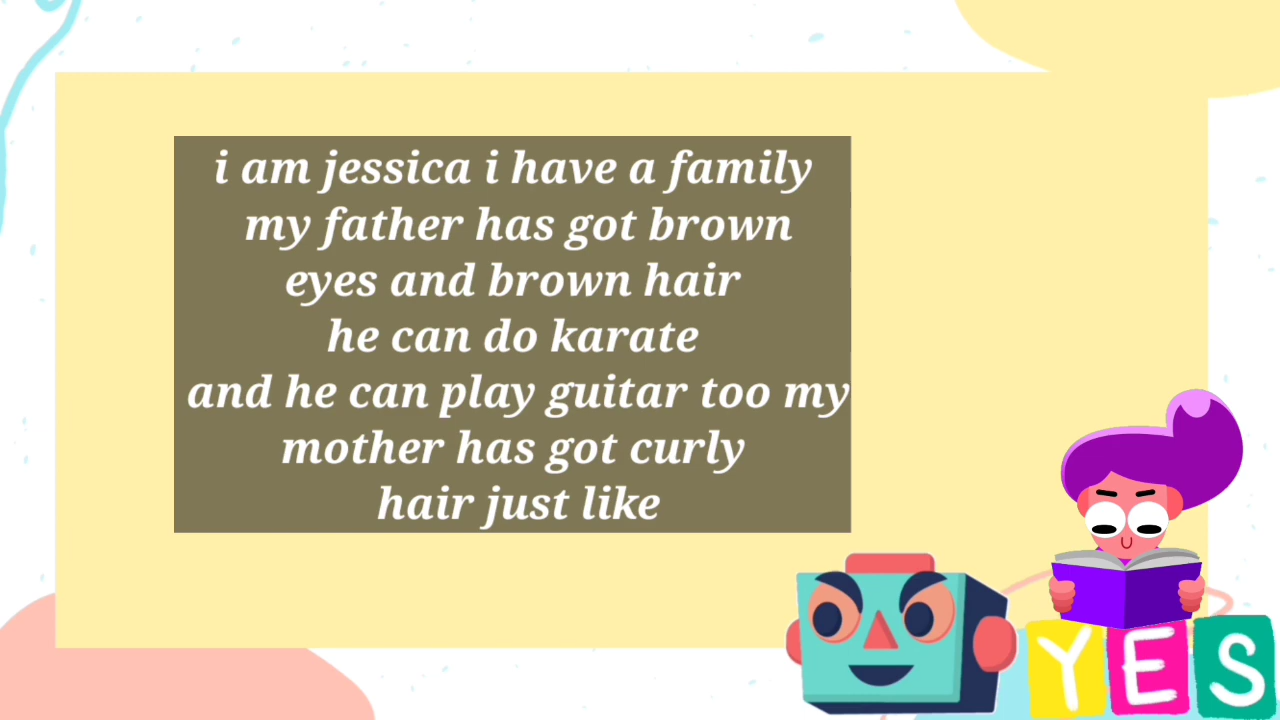 i am jessica i have a family
my father has got brown
eyes and brown hair
he can do karate
and he can play guitar too my
mother has got curly
hair just like
YES